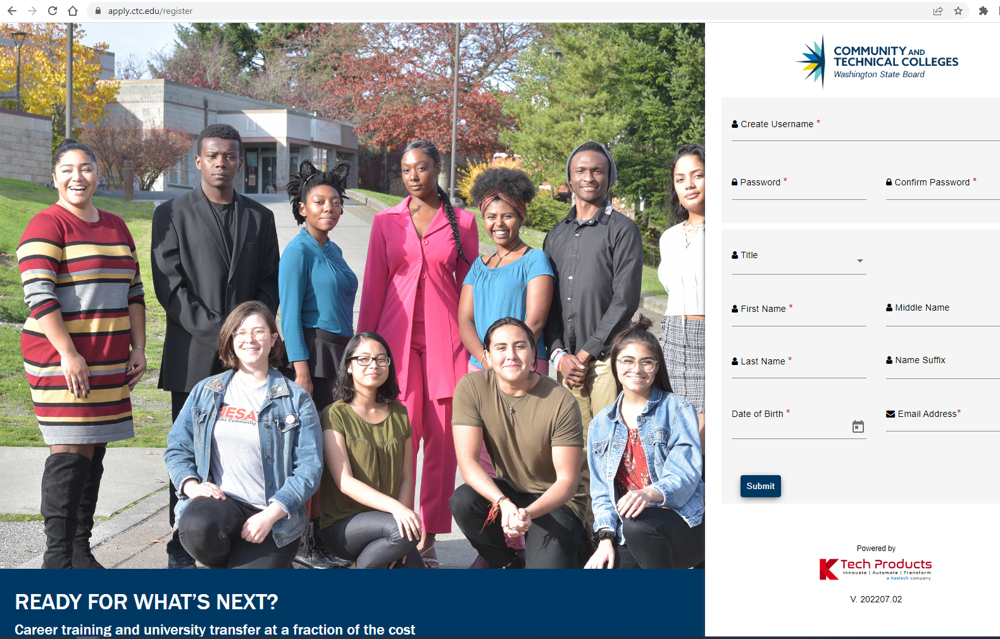 apply.ctc.edu/register
COMMUNITY AND
TECHNICAL COLLEGES
Washington State Board
Create Username *
Password *
Confirm Password *
Title
First Name *
Middle Name
Last Name *
Name Suffix
Date of Birth *
Email Address*
Submit
MESA
Community
READY FOR WHAT’S NEXT?
Career training and university transfer at a fraction of the cost
Powered by
K Tech Products
Innovate | Automate | Transform
a Kastech company
V. 202207.02